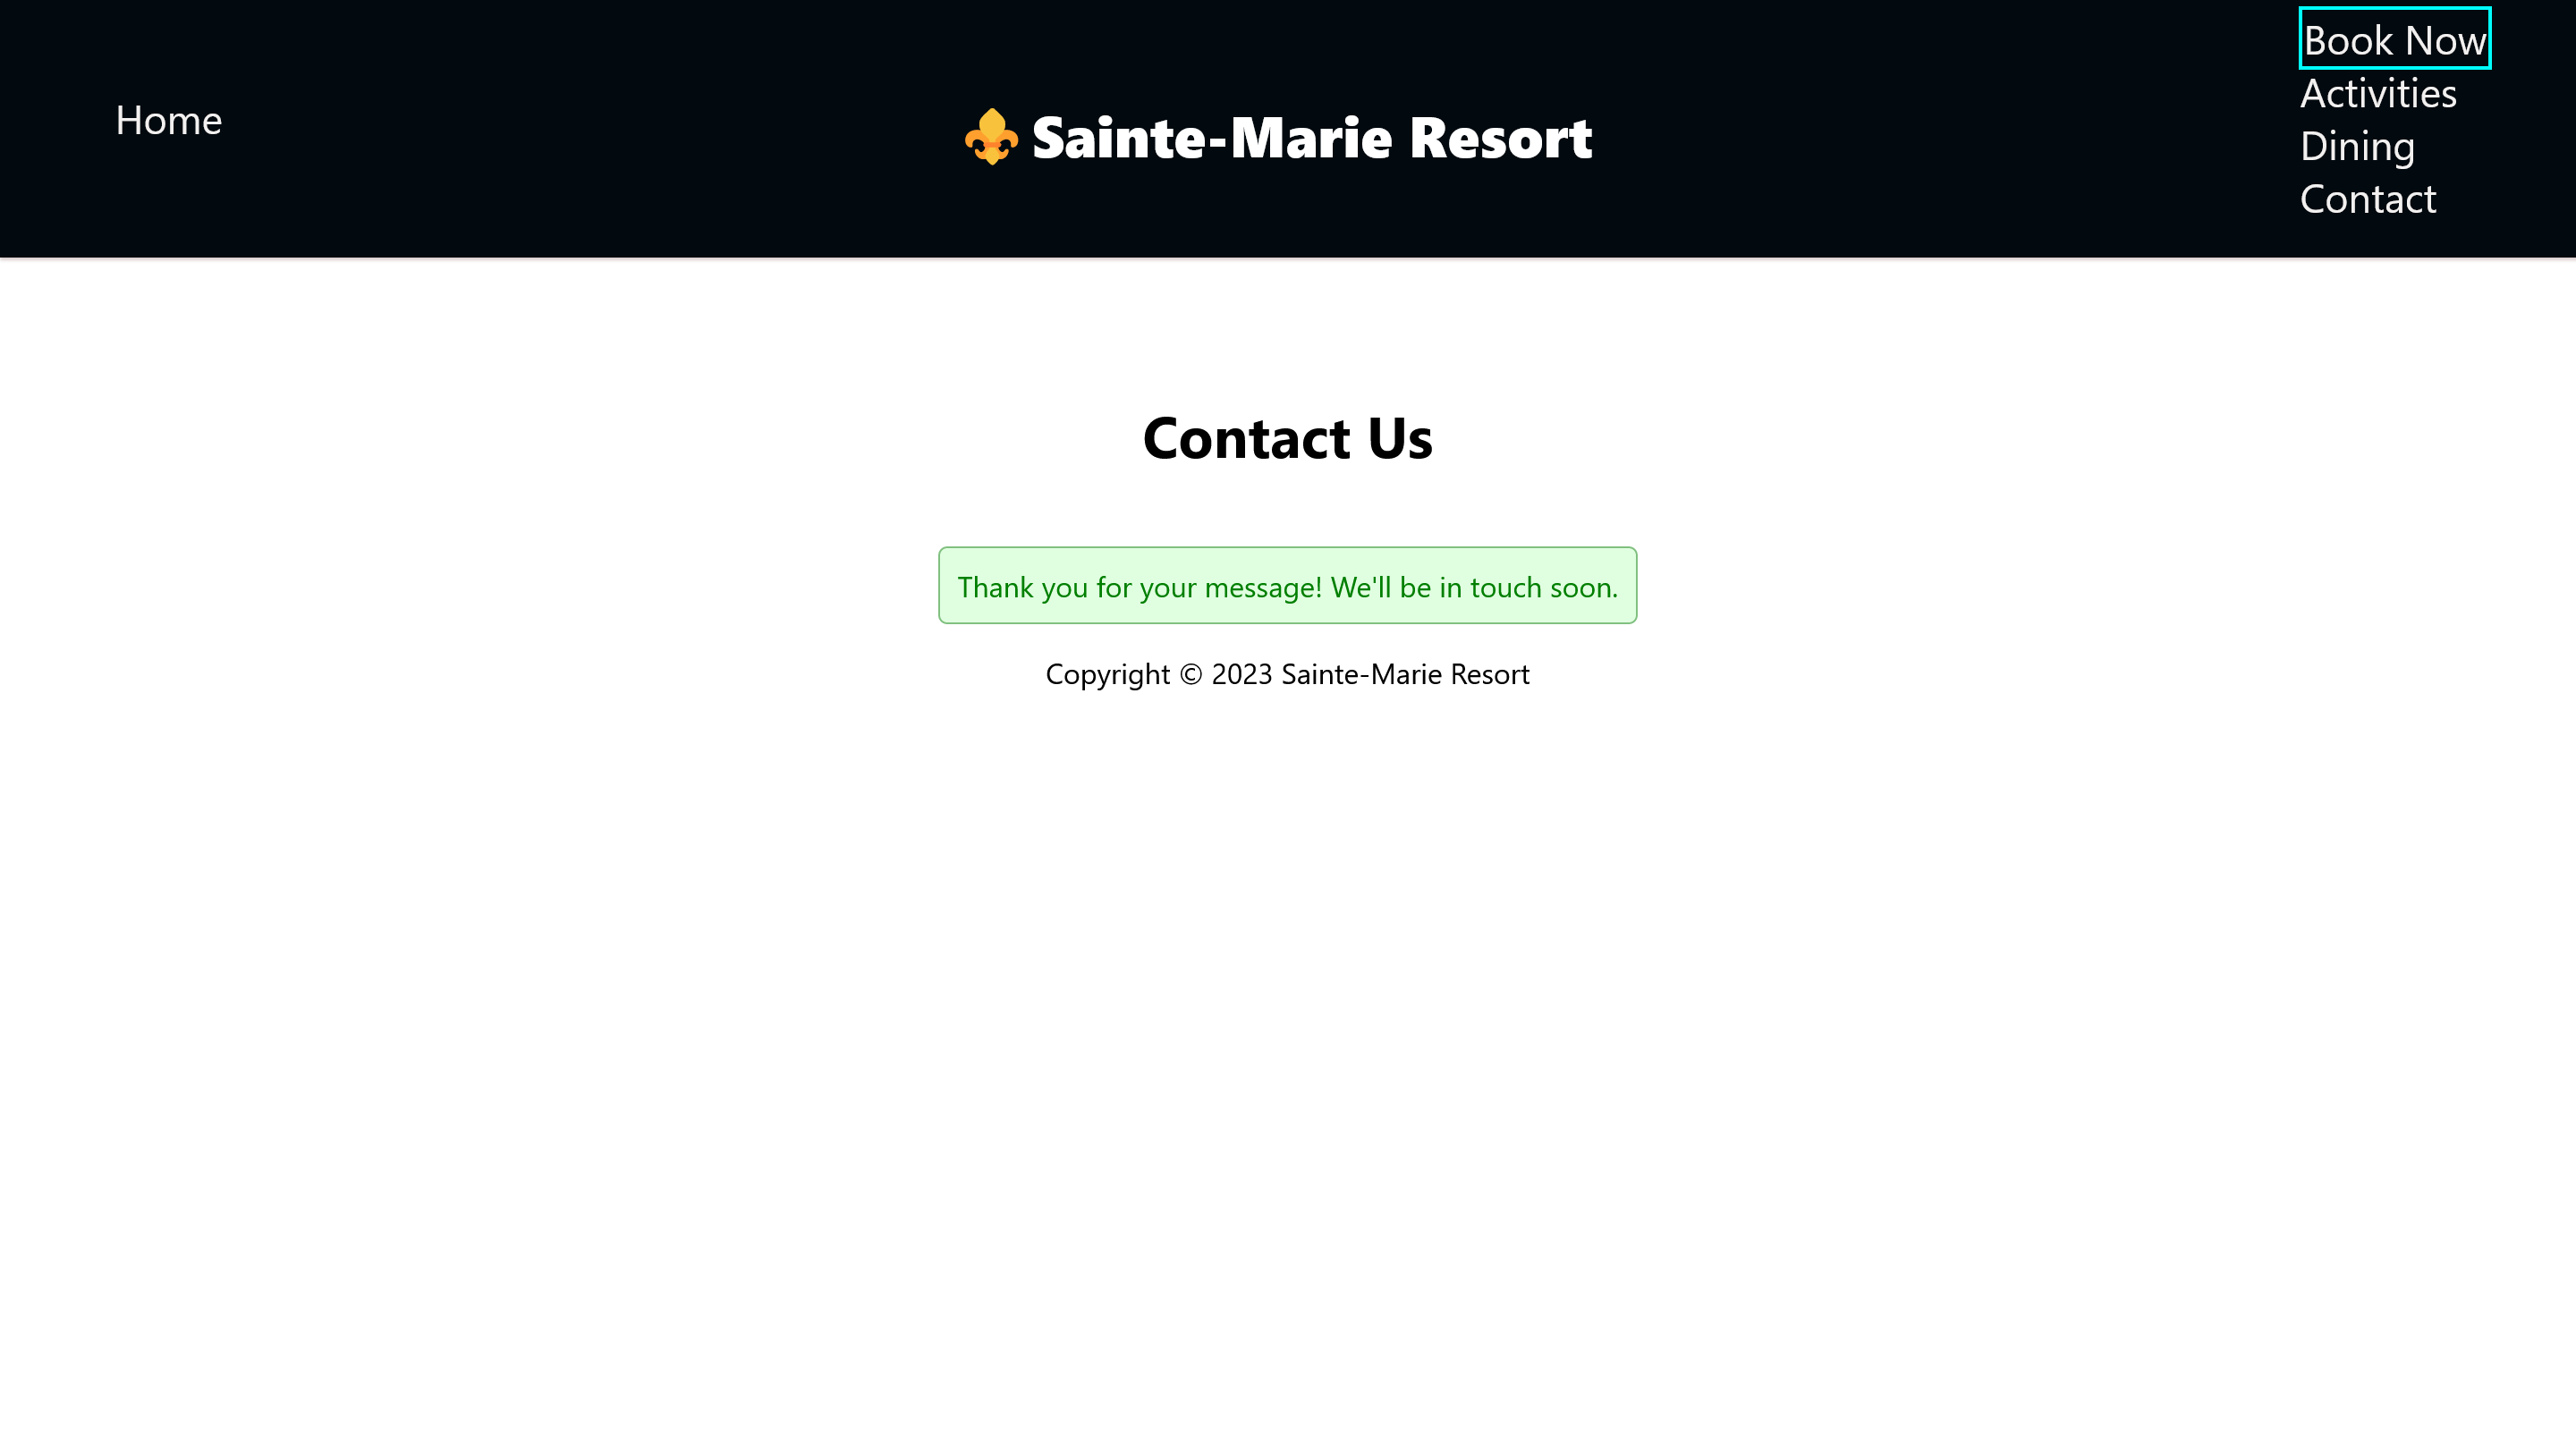 Home
Sainte-Marie Resort
Book Now
Activities
Dining
Contact
Contact Us
Thank you for your message! We'll be in touch soon.
Copyright © 2023 Sainte-Marie Resort